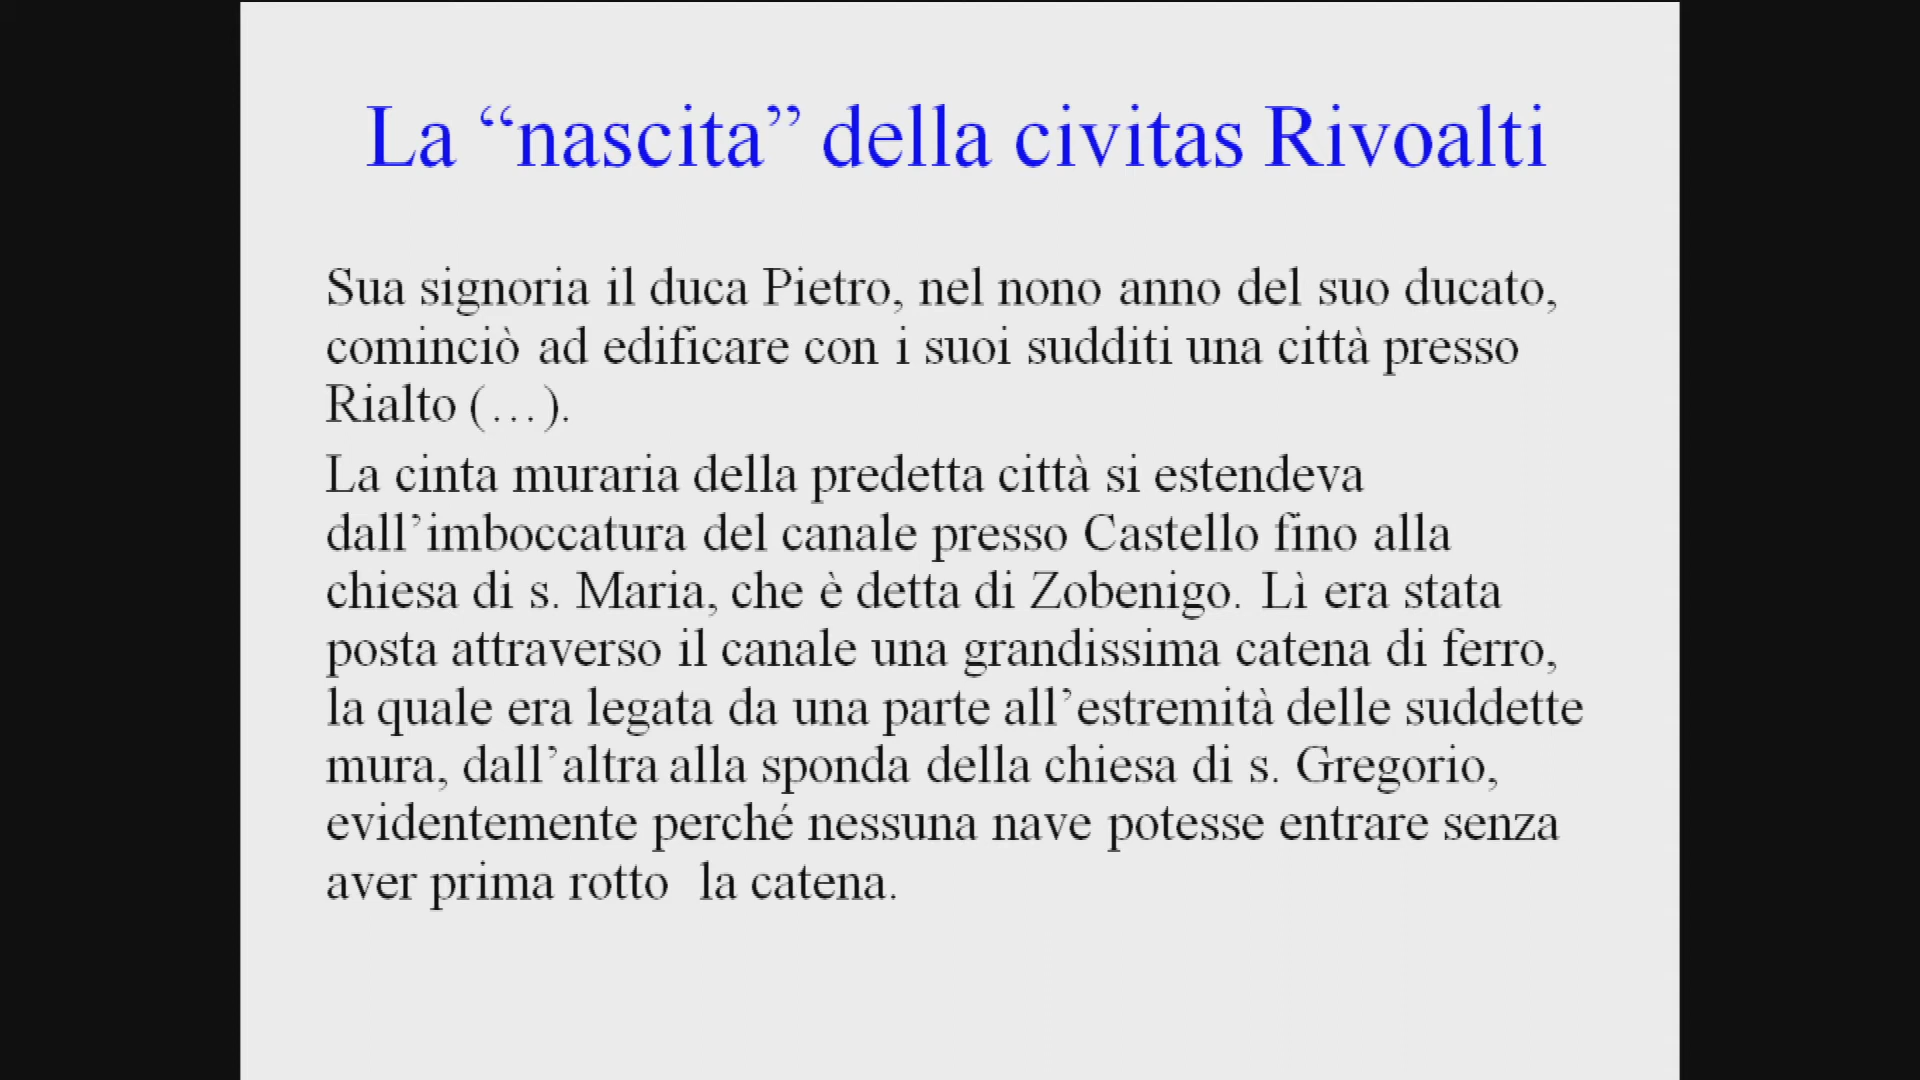 La “nascita” della civitas Rivoalti
Sua signoria il duca Pietro, nel nono anno del suo ducato,
cominciò ad edificare con i suoi sudditi una città presso
Rialto (…).
La cinta muraria della predetta città si estendeva
dall’imboccatura del canale presso Castello fino alla
chiesa di s. Maria, che è detta di Zobenigo. Lì era stata
posta attraverso il canale una grandissima catena di ferro,
la quale era legata da una parte all’estremità delle suddette
mura, dall’altra alla sponda della chiesa di s. Gregorio,
evidentemente perché nessuna nave potesse entrare senza
aver prima rotto  la catena.